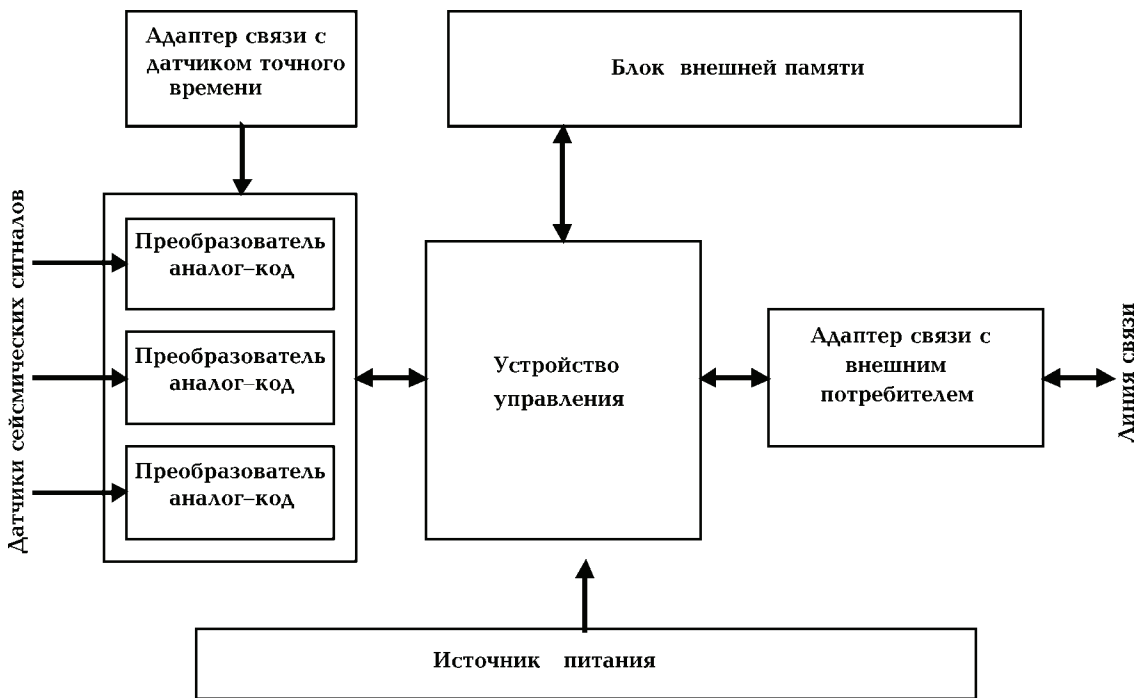 Адаптер связи с
датчиком точного
времени
Блок внешней памяти
Датчики сейсмических сигналов
Преобразователь
аналог–код
Преобразователь
аналог–код
Преобразователь
аналог–код
Устройство
управления
Адаптер связи с
внешним
потребителем
Линия связи
Источник питания